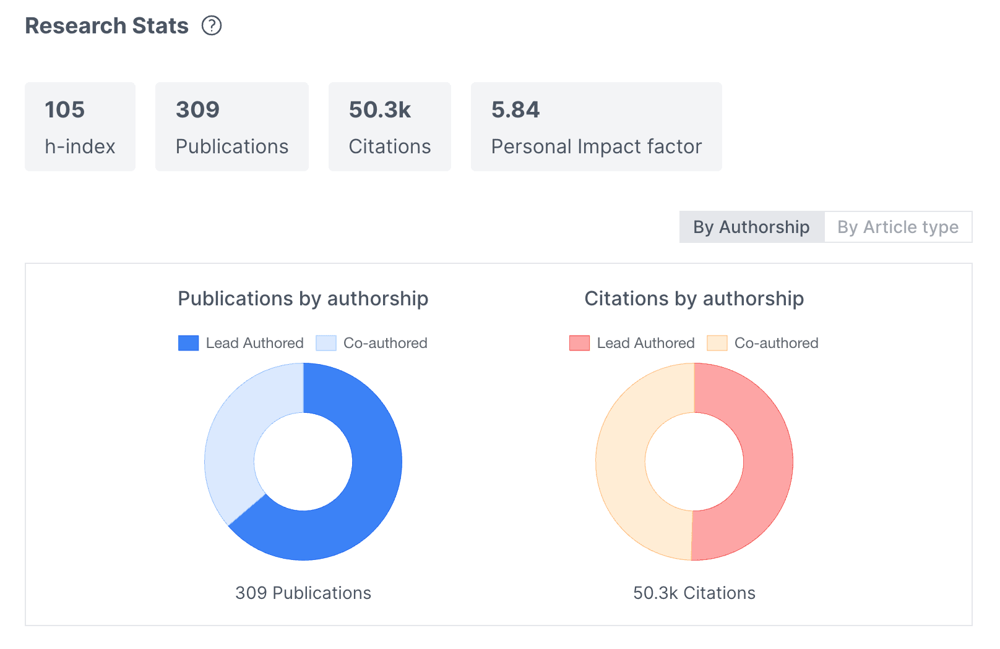 Research Stats ?
105
h-index
309
Publications
50.3k
Citations
5.84
Personal Impact factor
By Authorship
By Article type
Publications by authorship
Lead Authored
Co-authored
309 Publications
Citations by authorship
Lead Authored
Co-authored
50.3k Citations